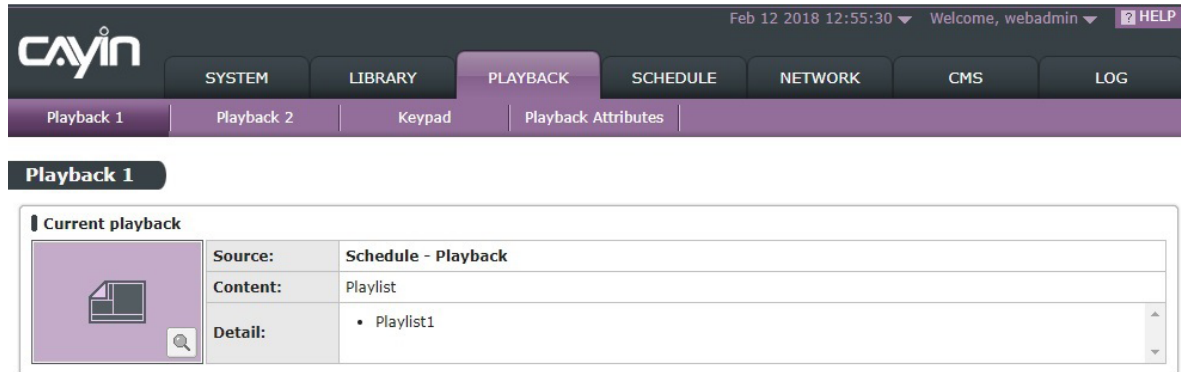 Feb 12 2018 12:55:30 Welcome, webadmin ? HELP
CAYIN
SYSTEM LIBRARY PLAYBACK SCHEDULE NETWORK CMS LOG
Playback 1 Playback 2 Keypad Playback Attributes
Playback 1
Current playback
Source: Schedule - Playback
Content: Playlist
Detail: • Playlist1